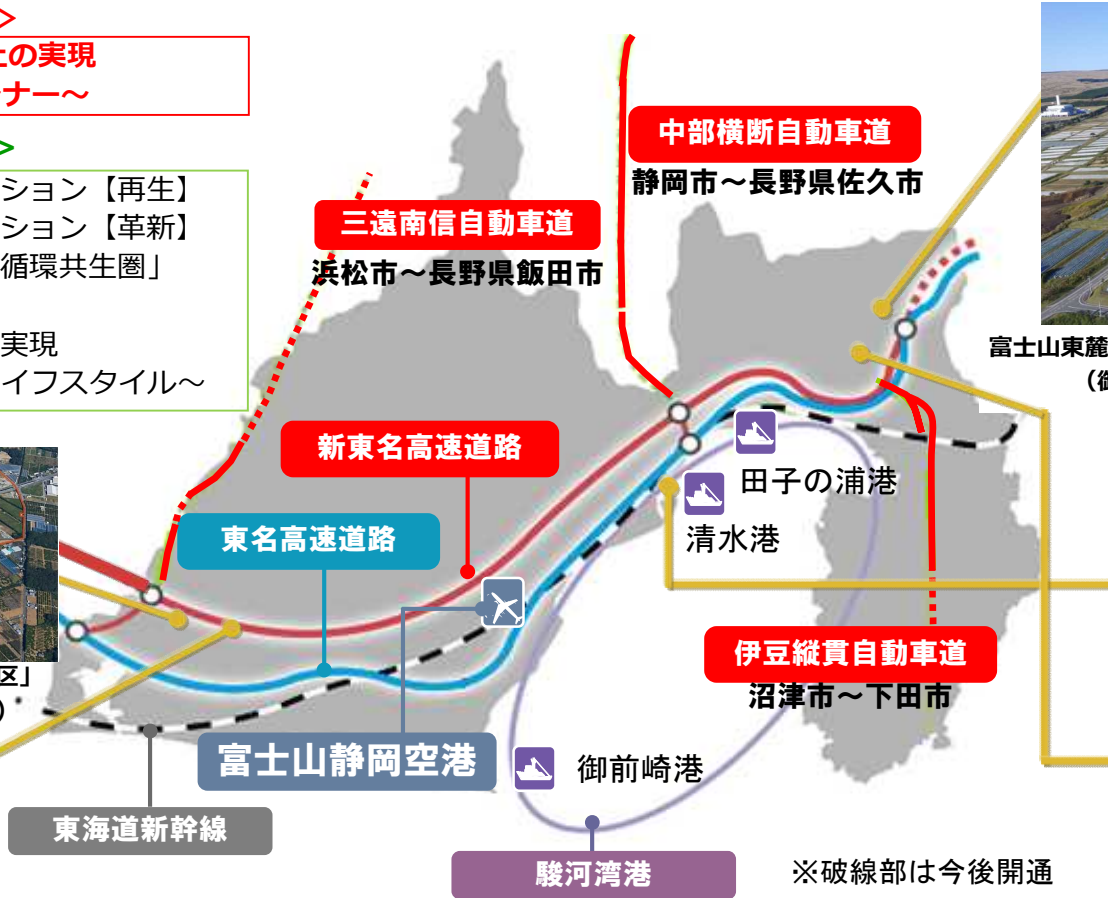 ＞
の実現
ナー～
＞
ション【再生】
ション【革新】
循環共生圏」
実現
イフスタイル～
中部横断自動車道
静岡市～長野県佐久市
三遠南信自動車道
浜松市～長野県飯田市
富士山東麓
（御
新東名高速道路
田子の浦港
東名高速道路
清水港
伊豆縦貫自動車道
沼津市～下田市
区」
）
富士山静岡空港
御前崎港
東海道新幹線
駿河湾港
※破線部は今後開通